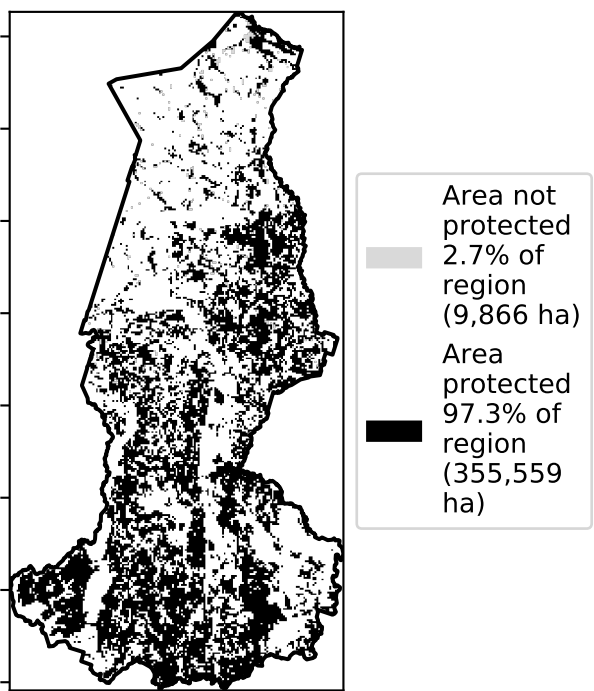 Area not
protected
2.7% of
region
(9,866 ha)
Area
protected
97.3% of
region
(355,559
ha)